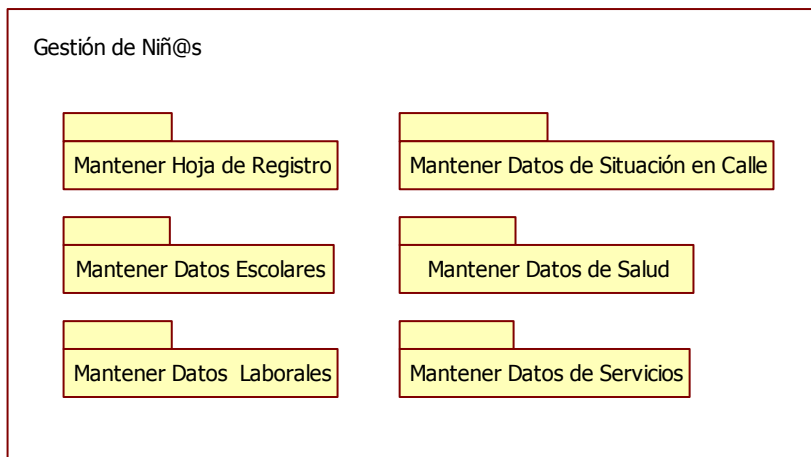 Gestión de Niñ@s
Mantener Hoja de Registro
Mantener Datos de Situación en Calle
Mantener Datos Escolares
Mantener Datos de Salud
Mantener Datos  Laborales
Mantener Datos de Servicios